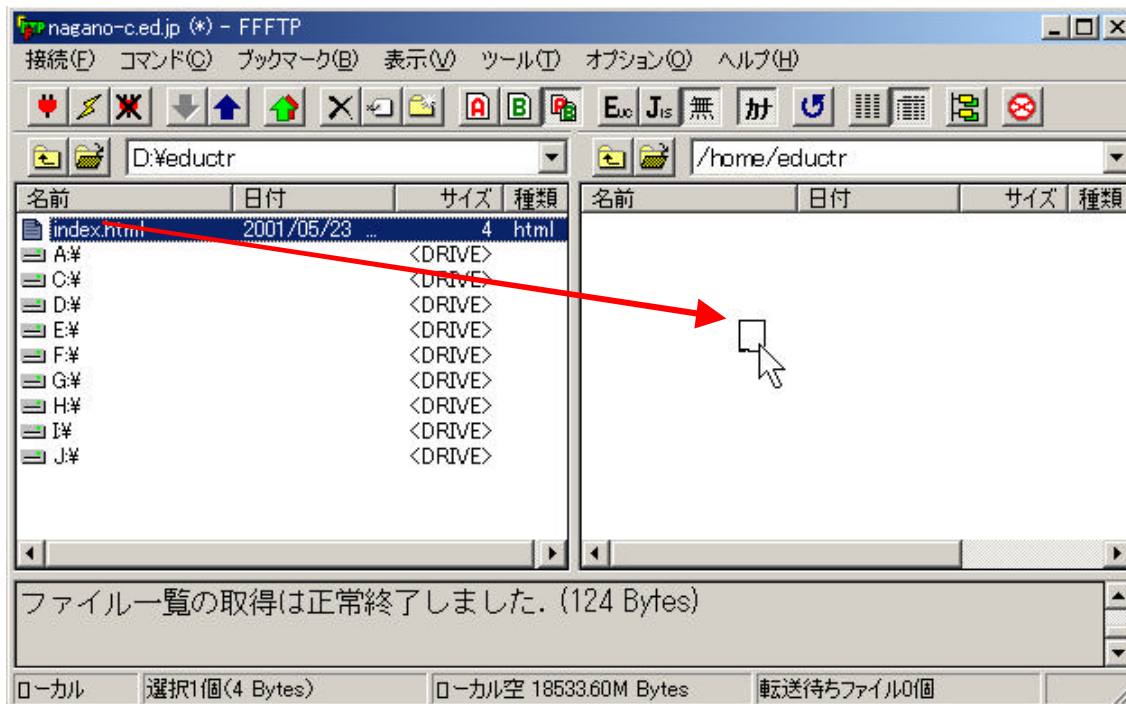 nagano-c.ed.jp (*) - FFFTP
接続(F) コマンド(C) ブックマーク(B) 表示(V) ツール(T) オプション(O) ヘルプ(H)
A B Euc JIS 無 カナ
D:¥eductr
/home/eductr
名前 日付 サイズ 種類
名前 日付 サイズ 種類
index.html 2001/05/23 ... 4 html
A:¥ <DRIVE>
C:¥ <DRIVE>
D:¥ <DRIVE>
E:¥ <DRIVE>
F:¥ <DRIVE>
G:¥ <DRIVE>
H:¥ <DRIVE>
I:¥ <DRIVE>
J:¥ <DRIVE>
ファイル一覧の取得は正常終了しました. (124 Bytes)
ローカル 選択1個(4 Bytes) ローカル空 18533.60M Bytes 転送待ちファイル0個